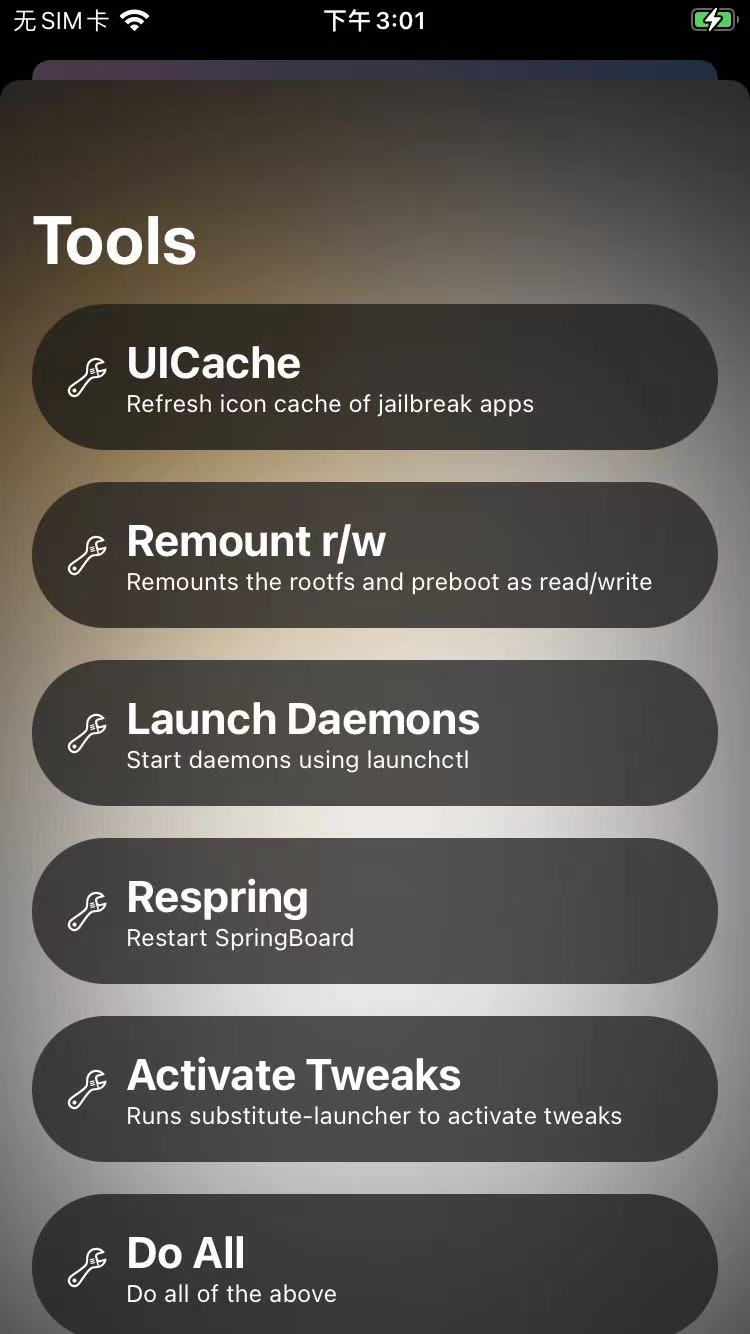 无SIM卡 下午3:01
Tools
UICache
Refresh icon cache of jailbreak apps
Remount r/w
Remounts the rootfs and preboot as read/write
Launch Daemons
Start daemons using launchctl
Respring
Restart SpringBoard
Activate Tweaks
Runs substitute-launcher to activate tweaks
Do All
Do all of the above